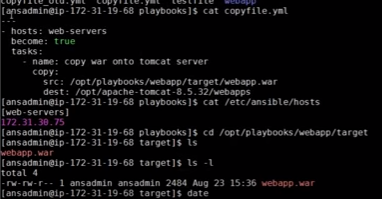 copyfile_old.yml copyfile.yml testfile webapp
[ansadmin@ip-172-31-19-68 playbooks]$ cat copyfile.yml
---
- hosts: web-servers
become: true
tasks:
- name: copy war onto tomcat server
copy:
src: /opt/playbooks/webapp/target/webapp.war
dest: /opt/apache-tomcat-8.5.32/webapps
[ansadmin@ip-172-31-19-68 playbooks]$ cat /etc/ansible/hosts
[web-servers]
172.31.30.75
[ansadmin@ip-172-31-19-68 playbooks]$ cd /opt/playbooks/webapp/target
[ansadmin@ip-172-31-19-68 target]$ ls
webapp.war
[ansadmin@ip-172-31-19-68 target]$ ls -l
total 4
-rw-rw-r-- 1 ansadmin ansadmin 2484 Aug 23 15:36 webapp.war
[ansadmin@ip-172-31-19-68 target]$ date